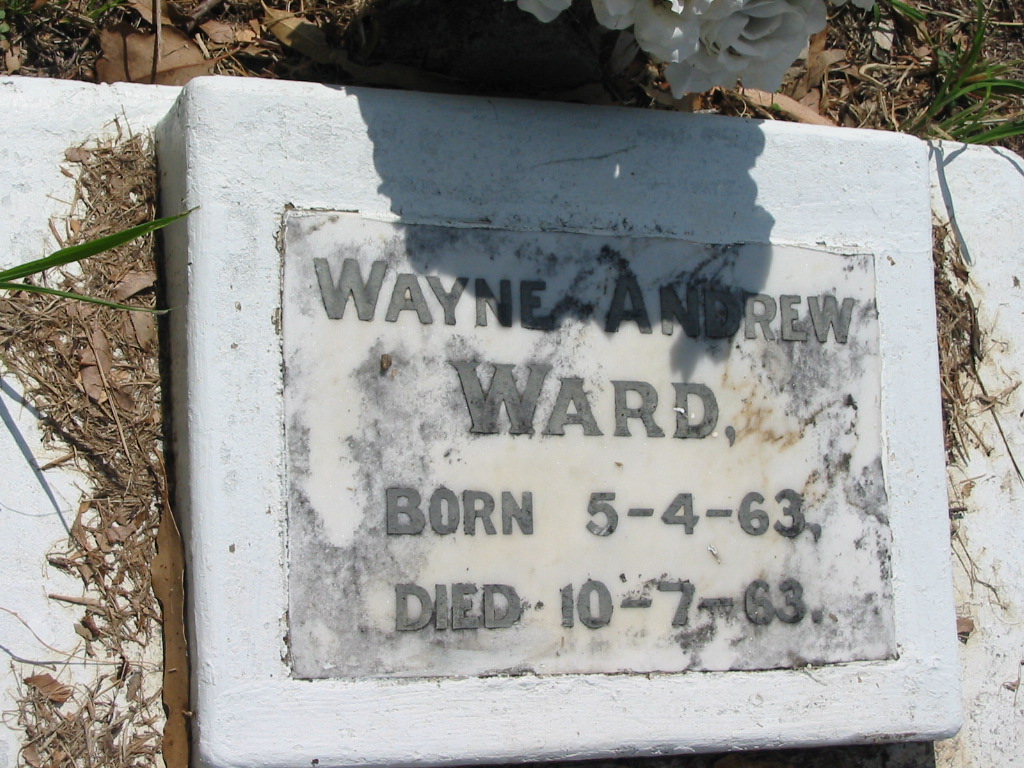 WAYNE ANDREW
WARD,
BORN 5-4-63,
DIED 10-7-63.